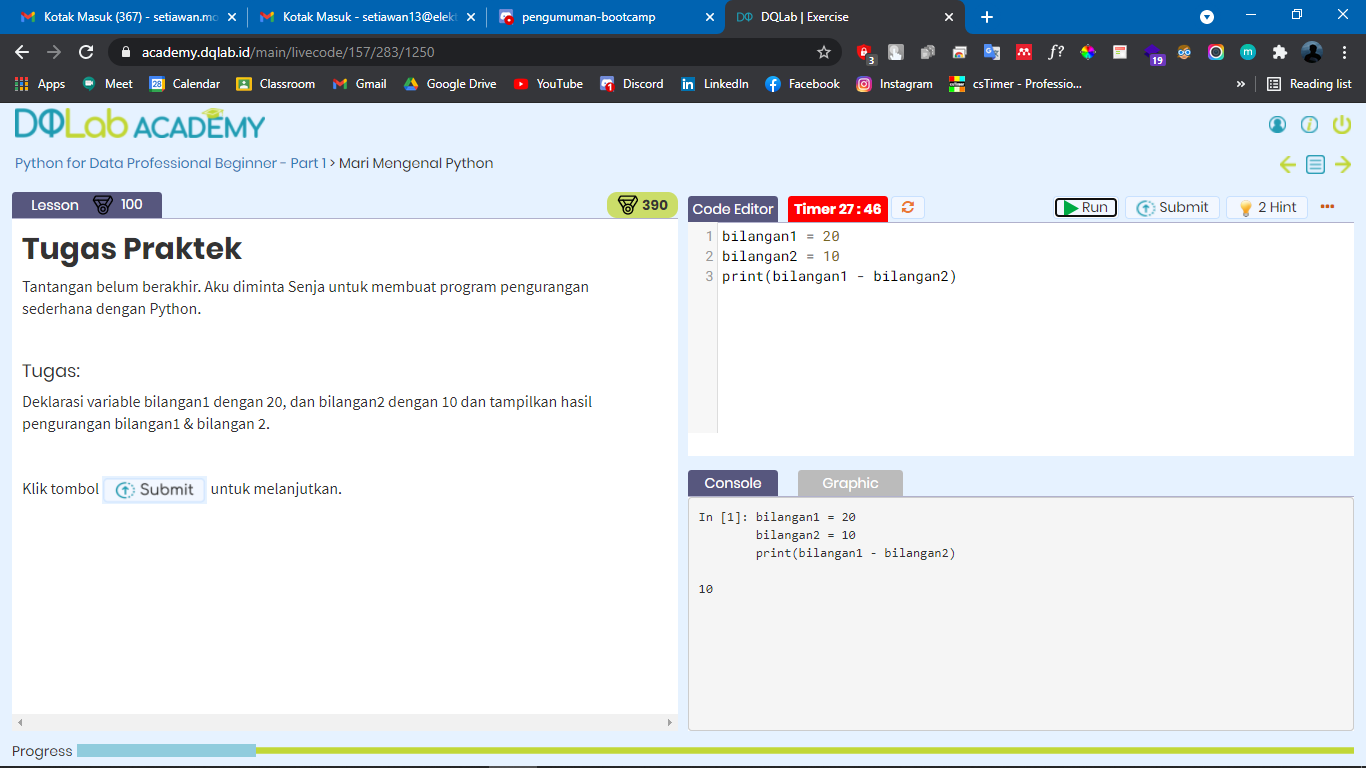 Kotak Masuk (367) - setiawan.mo
Kotak Masuk - setiawan13@elekt
pengumuman-bootcamp
DQLab | Exercise
academy.dqlab.id/main/livecode/157/283/1250
3
f?
19
Apps
Meet
28
Calendar
Classroom
Gmail
Google Drive
YouTube
Discord
LinkedIn
Facebook
Instagram
csTimer - Professio...
»
Reading list
DQLab ACADEMY
Python for Data Professional Beginner - Part 1 > Mari Mengenal Python
Lesson 100
390
Tugas Praktek
Tantangan belum berakhir. Aku diminta Senja untuk membuat program pengurangan
sederhana dengan Python.
Tugas:
Deklarasi variable bilangan1 dengan 20, dan bilangan2 dengan 10 dan tampilkan hasil
pengurangan bilangan1 & bilangan 2.
Klik tombol Submit untuk melanjutkan.
Code Editor
Timer 27 : 46
Run
Submit
2 Hint
1 bilangan1 = 20
2 bilangan2 = 10
3 print(bilangan1 - bilangan2)
Console
Graphic
In [1]: bilangan1 = 20
bilangan2 = 10
print(bilangan1 - bilangan2)
10
Progress